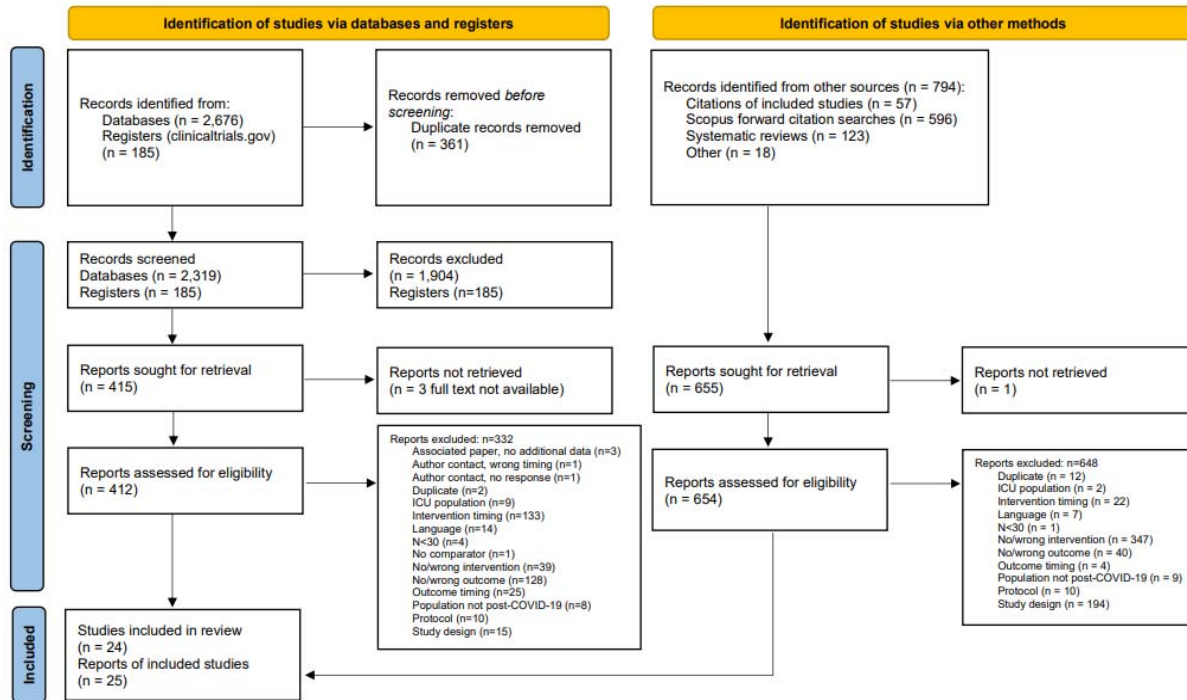 Identification of studies via databases and registers
Identification of studies via other methods
Identification
Records identified from:
Databases (n = 2,676)
Registers (clinicaltrials.gov)
(n = 185)
Records removed before
screening:
Duplicate records removed
(n = 361)
Records identified from other sources (n = 794):
Citations of included studies (n = 57)
Scopus forward citation searches (n = 596)
Systematic reviews (n = 123)
Other (n = 18)
Screening
Records screened
Databases (n = 2,319)
Registers (n = 185)
Records excluded
(n = 1,904)
Registers (n=185)
Reports sought for retrieval
(n = 415)
Reports not retrieved
(n = 3 full text not available)
Reports sought for retrieval
(n = 655)
Reports not retrieved
(n = 1)
Reports assessed for eligibility
(n = 412)
Reports excluded: n=332
Associated paper, no additional data (n=3)
Author contact, wrong timing (n=1)
Author contact, no response (n=1)
Duplicate (n=2)
ICU population (n=9)
Intervention timing (n=133)
Language (n=14)
N<30 (n=4)
No comparator (n=1)
No/wrong intervention (n=39)
No/wrong outcome (n=128)
Outcome timing (n=25)
Population not post-COVID-19 (n=8)
Protocol (n=10)
Study design (n=15)
Reports assessed for eligibility
(n = 654)
Reports excluded: n=648
Duplicate (n = 12)
ICU population (n = 2)
Intervention timing (n = 22)
Language (n = 7)
N<30 (n = 1)
No/wrong intervention (n = 347)
No/wrong outcome (n = 40)
Outcome timing (n = 4)
Population not post-COVID-19 (n = 9)
Protocol (n = 10)
Study design (n = 194)
Included
Studies included in review
(n = 24)
Reports of included studies
(n = 25)